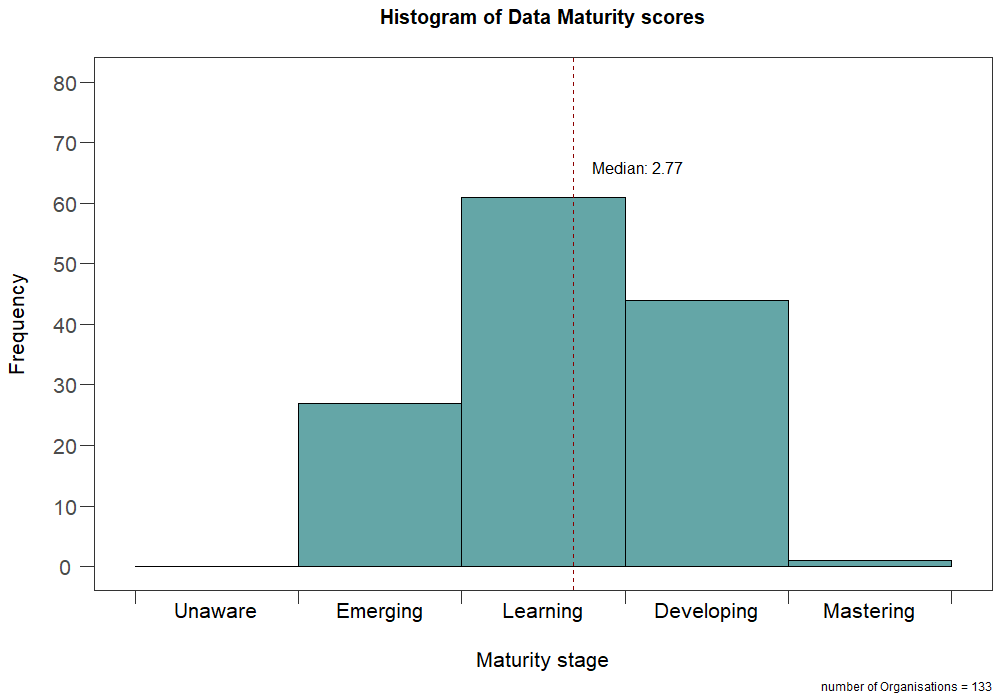 Histogram of Data Maturity scores
80
70
60
50
40
30
20
10
0
Frequency
Median: 2.77
Unaware Emerging Learning Developing Mastering
Maturity stage
number of Organisations = 133